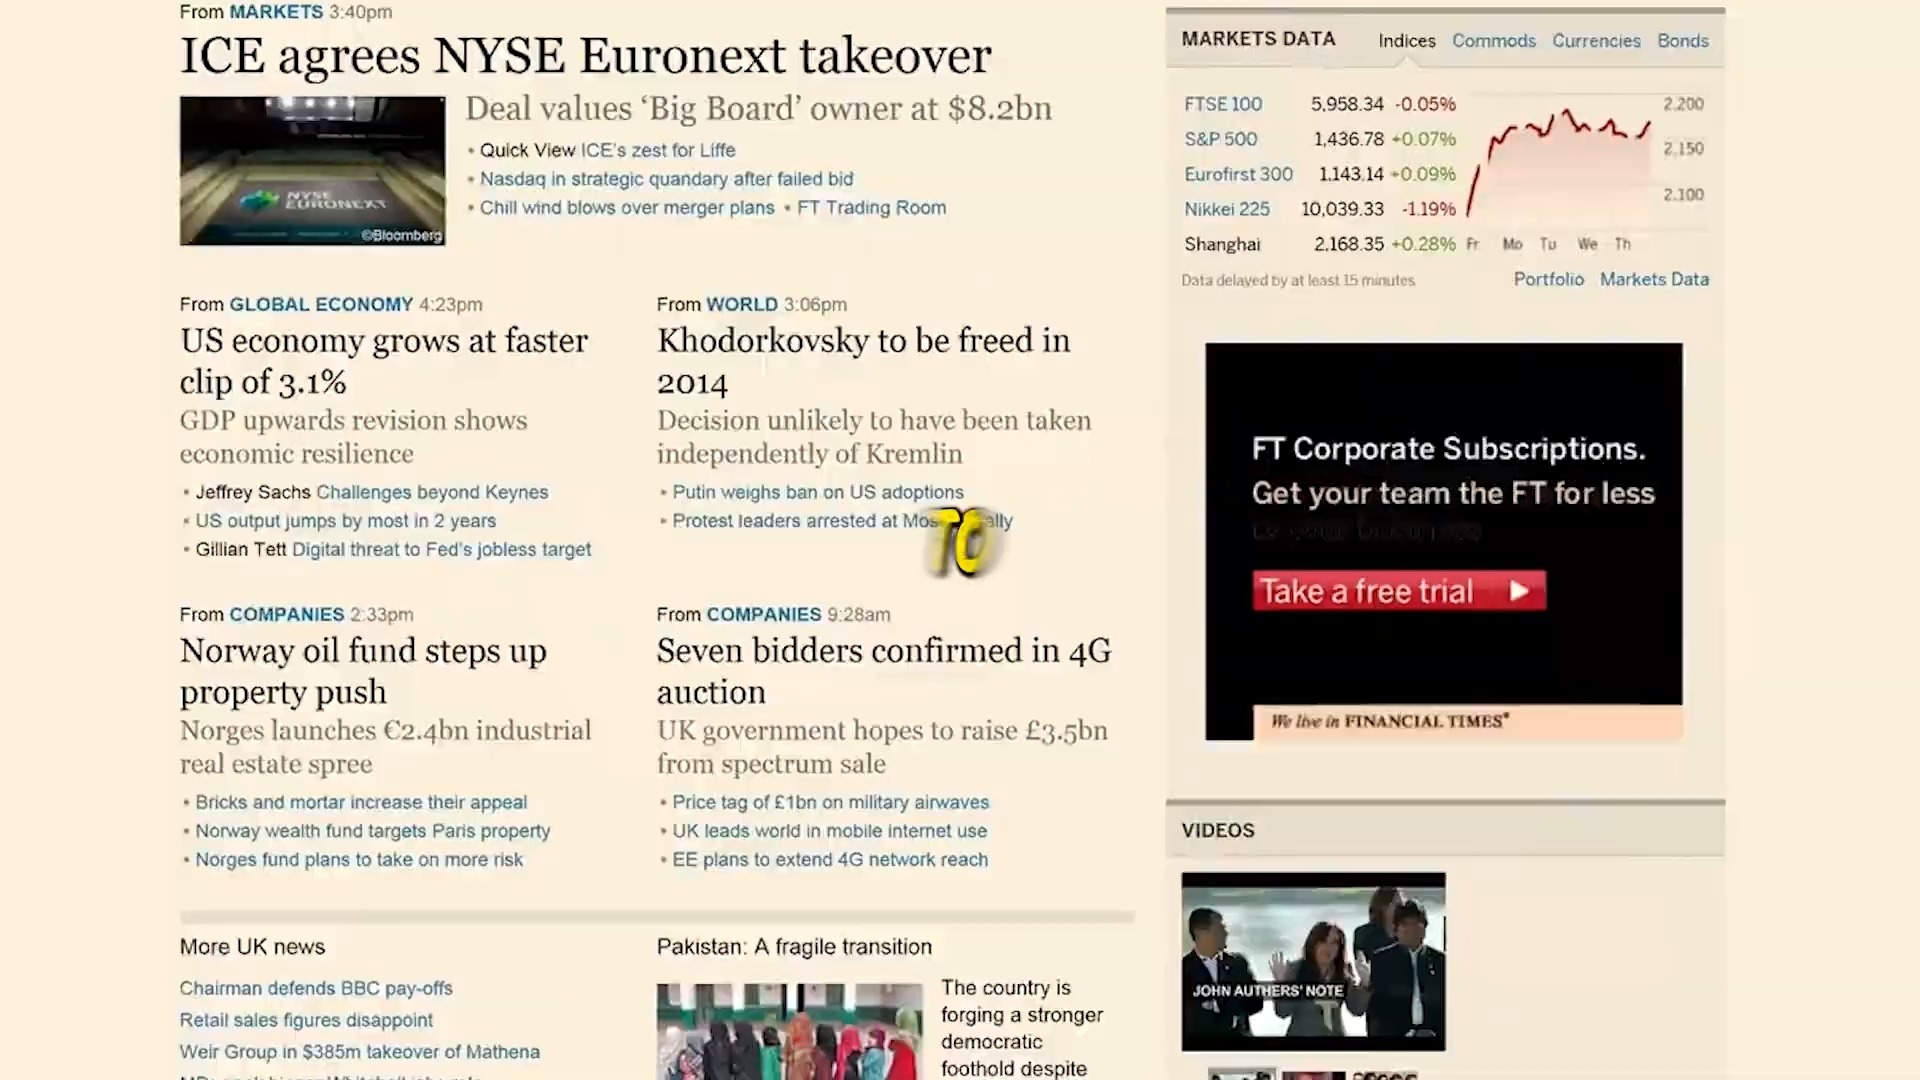 From MARKETS 3:40pm
ICE agrees NYSE Euronext takeover
NYSE
EURONEXT
©Bloomberg
Deal values ‘Big Board’ owner at $8.2bn
• Quick View ICE's zest for Liffe
• Nasdaq in strategic quandary after failed bid
• Chill wind blows over merger plans • FT Trading Room
From GLOBAL ECONOMY 4:23pm
US economy grows at faster
clip of 3.1%
GDP upwards revision shows
economic resilience
• Jeffrey Sachs Challenges beyond Keynes
• US output jumps by most in 2 years
• Gillian Tett Digital threat to Fed's jobless target
From WORLD 3:06pm
Khodorkovsky to be freed in
2014
Decision unlikely to have been taken
independently of Kremlin
• Putin weighs ban on US adoptions
• Protest leaders arrested at
TO
From COMPANIES 2:33pm
Norway oil fund steps up
property push
Norges launches €2.4bn industrial
real estate spree
• Bricks and mortar increase their appeal
• Norway wealth fund targets Paris property
• Norges fund plans to take on more risk
From COMPANIES 9:28am
Seven bidders confirmed in 4G
auction
UK government hopes to raise £3.5bn
from spectrum sale
• Price tag of £1bn on military airwaves
• UK leads world in mobile internet use
• EE plans to extend 4G network reach
More UK news
Chairman defends BBC pay-offs
Retail sales figures disappoint
Weir Group in $385m takeover of Mathena
Pakistan: A fragile transition
The country is
forging a stronger
democratic
foothold despite
MARKETS DATA Indices Commods Currencies Bonds
FTSE 100 5,958.34 -0.05%
S&P 500 1,436.78 +0.07%
Eurofirst 300 1,143.14 +0.09%
Nikkei 225 10,039.33 -1.19%
Shanghai 2,168.35 +0.28%
2,200
2,150
2,100
Fr Mo Tu We Th
Data delayed by at least 15 minutes
Portfolio Markets Data
FT Corporate Subscriptions.
Get your team the FT for less
Take a free trial
We live in FINANCIAL TIMES®
VIDEOS
JOHN AUTHERS' NOTE